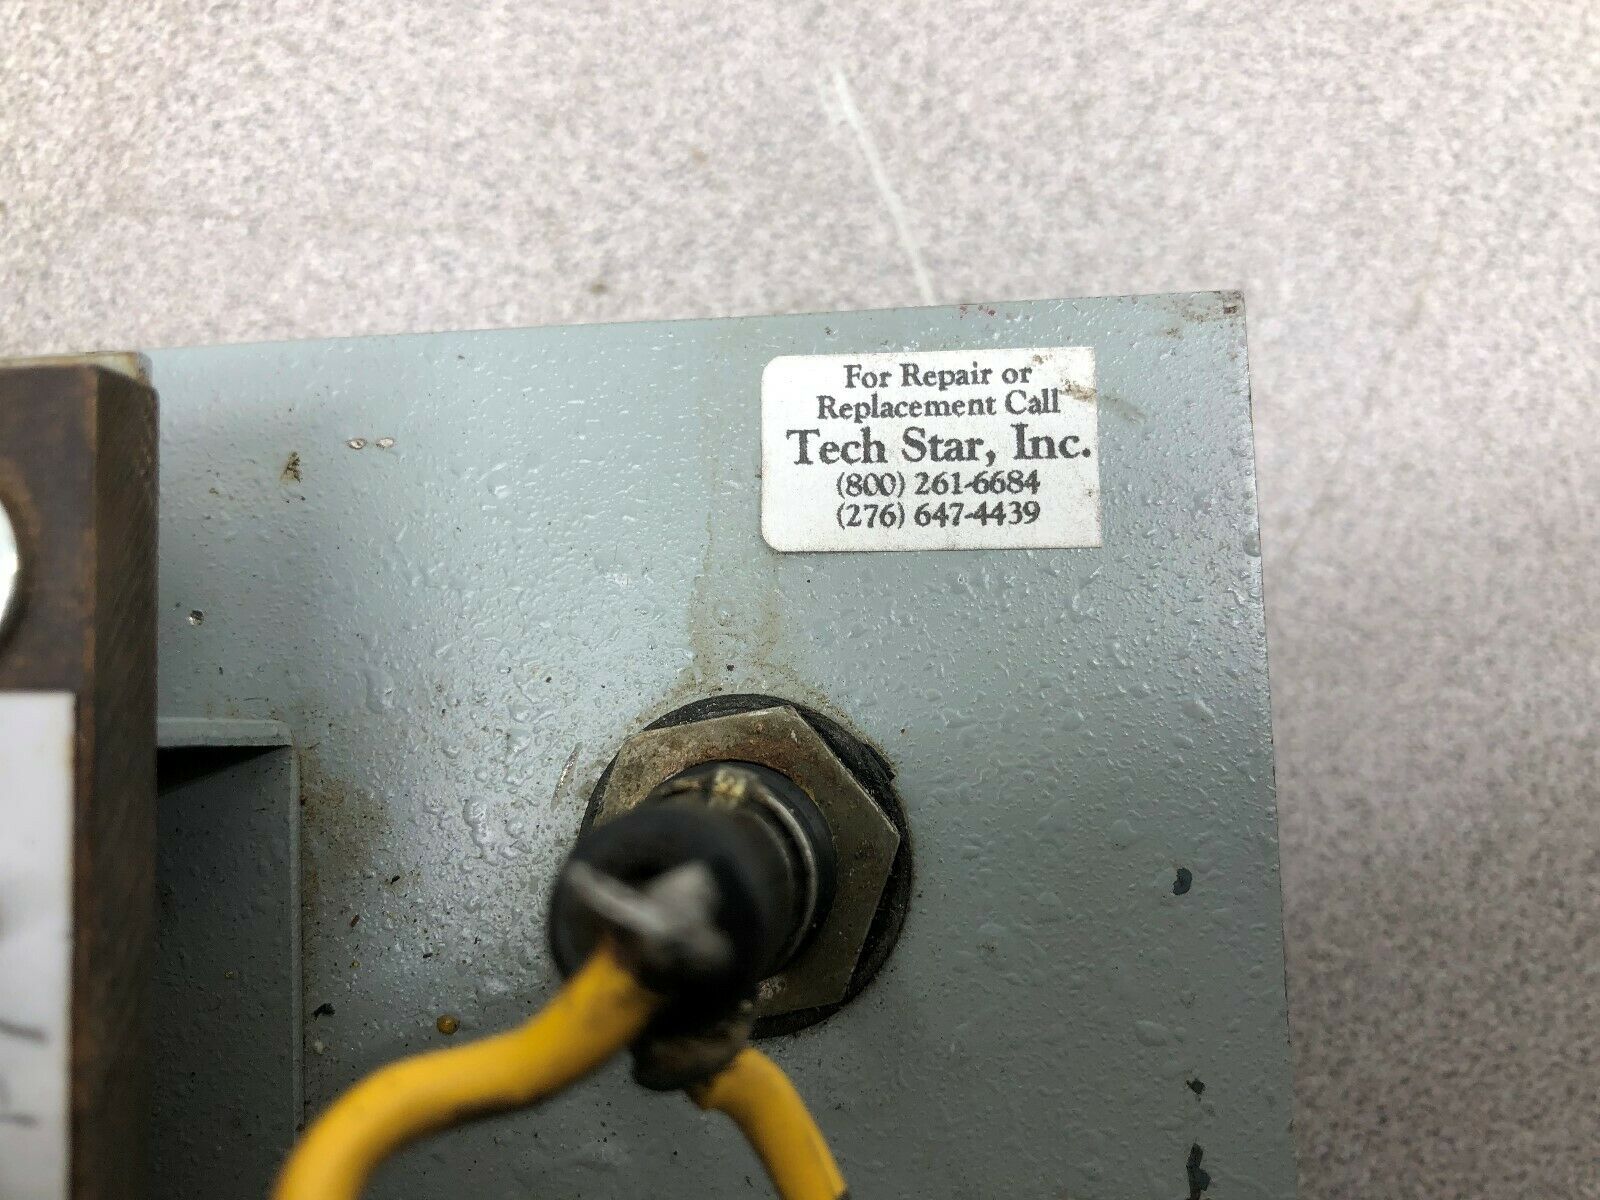 For Repair or
Replacement Call
Tech Star, Inc.
(800) 261-6684
(276) 647-4439